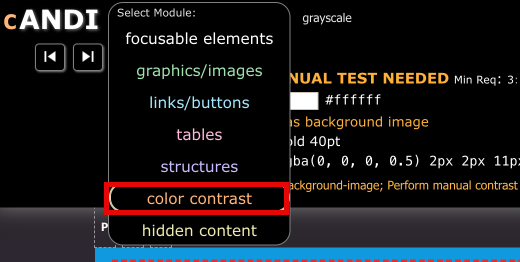 cANDI
Select Module:
focusable elements
graphics/images
links/buttons
tables
structures
color contrast
hidden content
grayscale
NUAL TEST NEEDED Min Req: 3:
#ffffff
as background image
old 40pt
gba(0, 0, 0, 0.5) 2px 2px 11px
ackground-image; Perform manual contrast
P